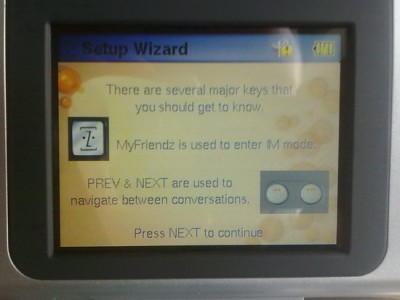 Setup Wizard
There are several major keys that
you should get to know.
MyFriendz is used to enter IM mode.
PREV & NEXT are used to
navigate between conversations.
Press NEXT to continue